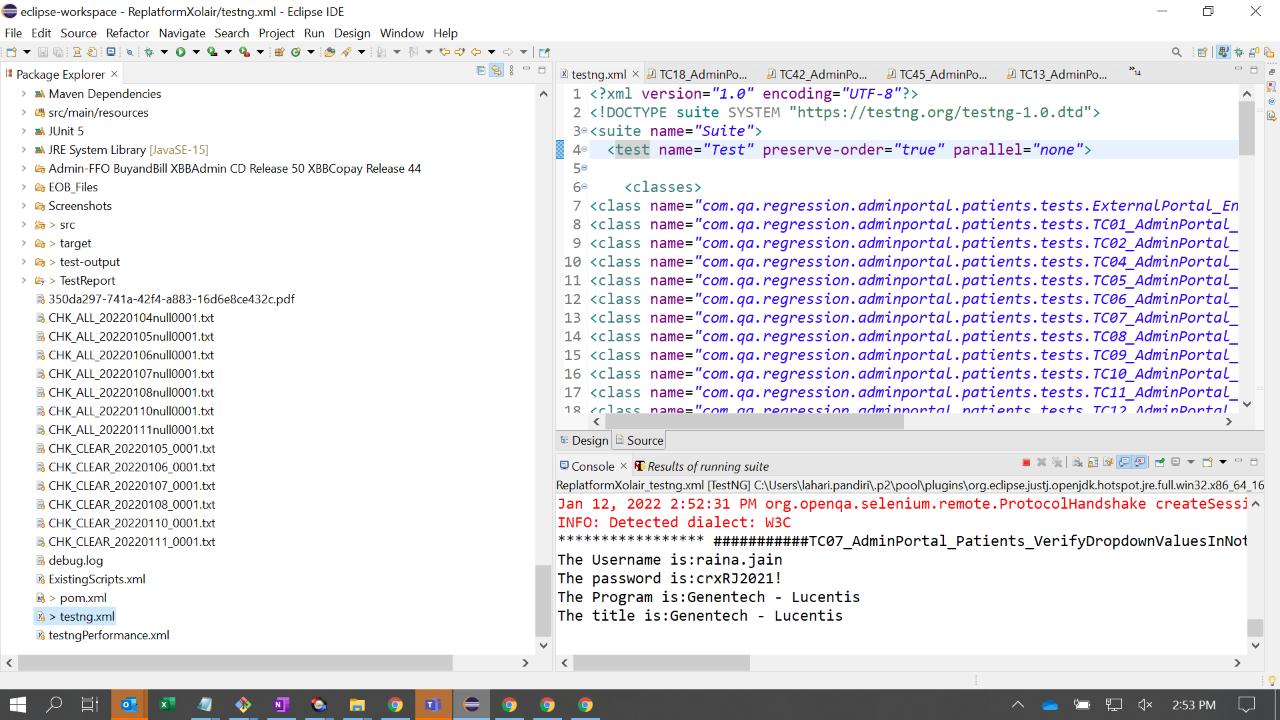 eclipse-workspace - ReplatformXolair/testng.xml - Eclipse IDE
File Edit Source Refactor Navigate Search Project Run Design Window Help
Package Explorer
Maven Dependencies
src/main/resources
JUnit 5
JRE System Library [JavaSE-15]
Admin-FFO BuyandBill XBBAdmin CD Release 50 XBBCopay Release 44
EOB_Files
Screenshots
> src
> target
> test-output
> TestReport
350da297-741a-42f4-a883-16d6e8ce432c.pdf
CHK_ALL_20220104null0001.txt
CHK_ALL_20220105null0001.txt
CHK_ALL_20220106null0001.txt
CHK_ALL_20220107null0001.txt
CHK_ALL_20220108null0001.txt
CHK_ALL_20220110null0001.txt
CHK_ALL_20220111null0001.txt
CHK_CLEAR_20220105_0001.txt
CHK_CLEAR_20220106_0001.txt
CHK_CLEAR_20220107_0001.txt
CHK_CLEAR_20220108_0001.txt
CHK_CLEAR_20220110_0001.txt
CHK_CLEAR_20220111_0001.txt
debug.log
ExistingScripts.xml
> pom.xml
> testng.xml
testngPerformance.xml
testng.xml TC18_AdminPo... TC42_AdminPo... TC45_AdminPo... TC13_AdminPo... »14
1 <?xml version="1.0" encoding="UTF-8"?>
2 <!DOCTYPE suite SYSTEM "https://testng.org/testng-1.0.dtd">
3 <suite name="Suite">
4 <test name="Test" preserve-order="true" parallel="none">
5
6 <classes>
7 <class name="com.qa.regression.adminportal.patients.tests.ExternalPortal_En
8 <class name="com.qa.regression.adminportal.patients.tests.TC01_AdminPortal_
9 <class name="com.qa.regression.adminportal.patients.tests.TC02_AdminPortal_
10 <class name="com.qa.regression.adminportal.patients.tests.TC04_AdminPortal_
11 <class name="com.qa.regression.adminportal.patients.tests.TC05_AdminPortal_
12 <class name="com.qa.regression.adminportal.patients.tests.TC06_AdminPortal_
13 <class name="com.qa.regression.adminportal.patients.tests.TC07_AdminPortal_
14 <class name="com.qa.regression.adminportal.patients.tests.TC08_AdminPortal_
15 <class name="com.qa.regression.adminportal.patients.tests.TC09_AdminPortal_
16 <class name="com.qa.regression.adminportal.patients.tests.TC10_AdminPortal_
17 <class name="com.qa.regression.adminportal.patients.tests.TC11_AdminPortal_
18 <class name="com.qa.regression.adminportal.patients.tests.TC12_AdminPortal_
Design Source
Console Results of running suite
ReplatformXolair_testng.xml [TestNG] C:\Users\lahari.pandiri\.p2\pool\plugins\org.eclipse.justj.openjdk.hotspot.jre.full.win32.x86_64_16
Jan 12, 2022 2:52:31 PM org.openqa.selenium.remote.ProtocolHandshake createSessi
INFO: Detected dialect: W3C
***************** ###########TC07_AdminPortal_Patients_VerifyDropdownValuesInNot
The Username is:raina.jain
The password is:crxRJ2021!
The Program is:Genentech - Lucentis
The title is:Genentech - Lucentis
2:53 PM